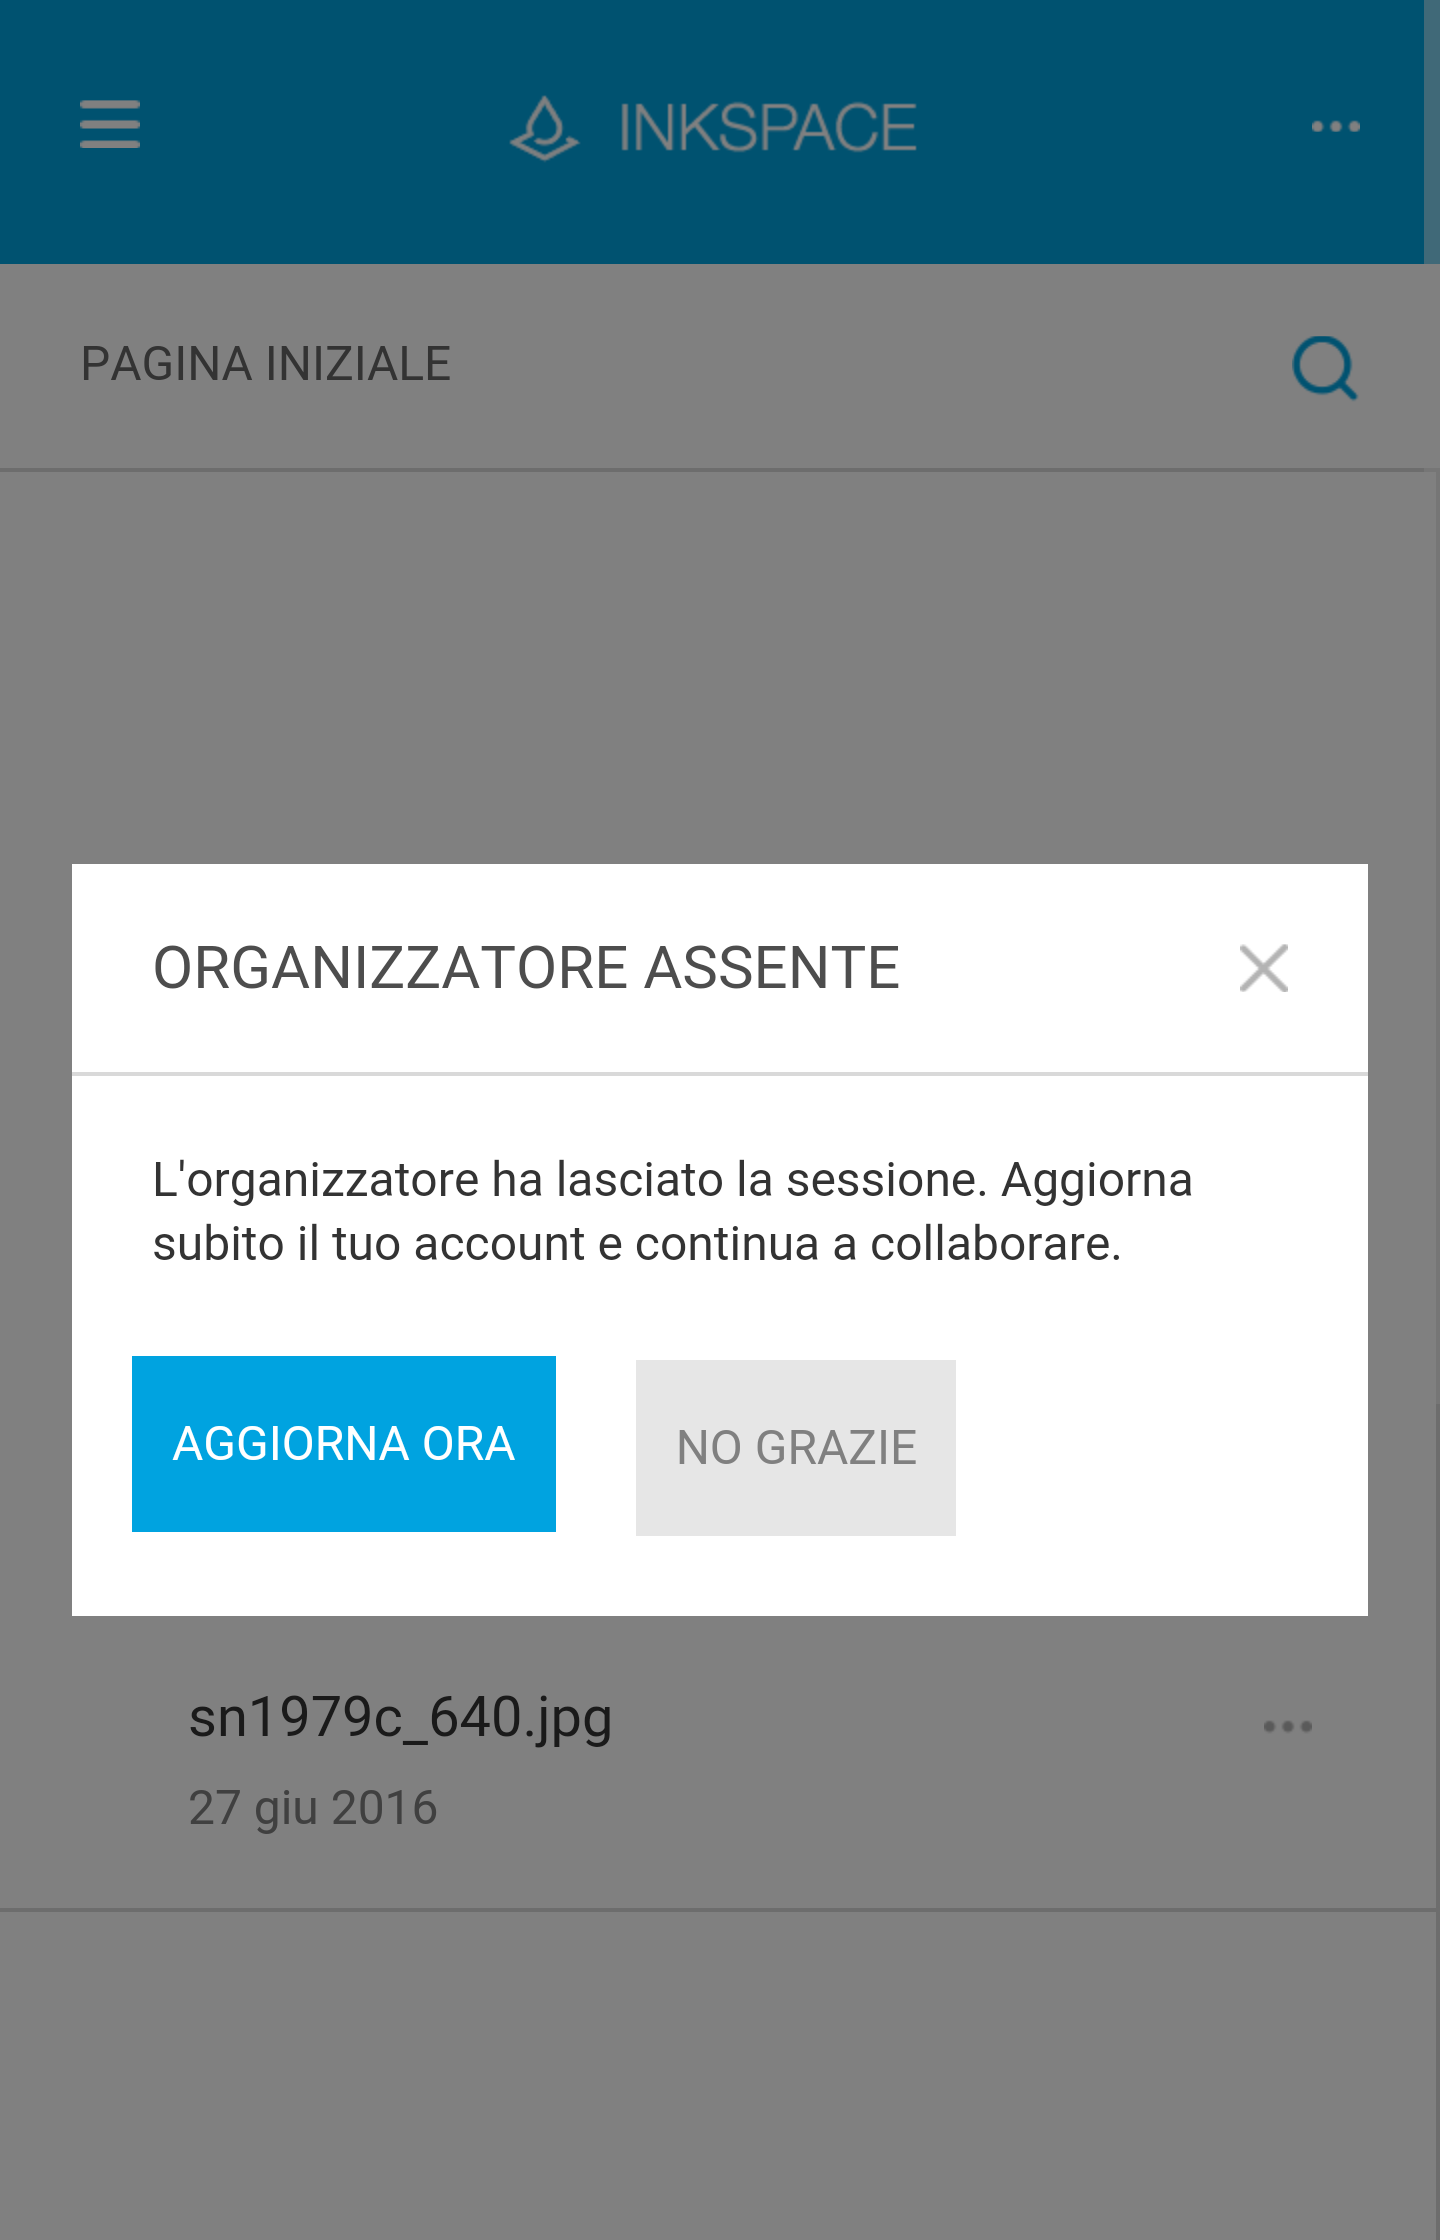 INKSPACE
PAGINA INIZIALE
ORGANIZZATORE ASSENTE
L'organizzatore ha lasciato la sessione. Aggiorna
subito il tuo account e continua a collaborare.
AGGIORNA ORA
NO GRAZIE
sn1979c_640.jpg
27 giu 2016